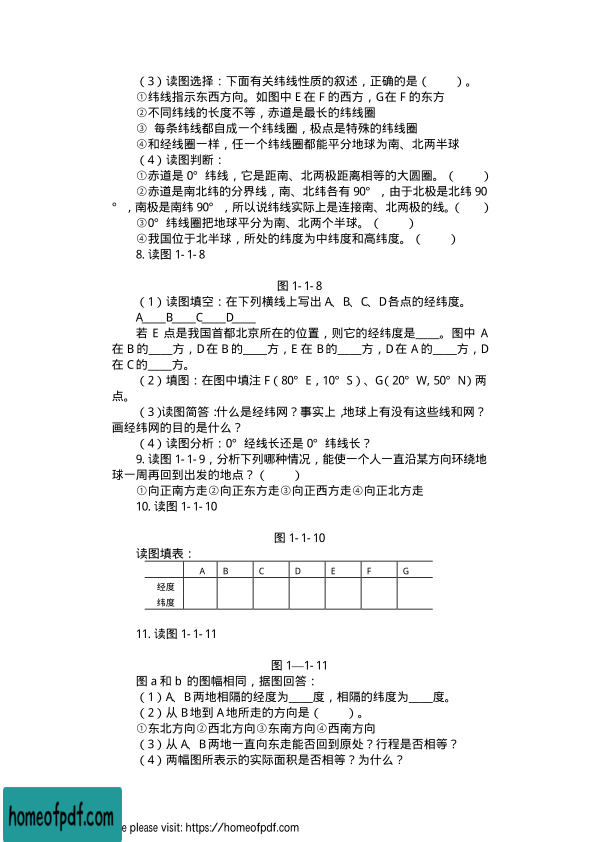 (3)读图选择:下面有关纬线性质的叙述,正确的是(  )。
①纬线指示东西方向。如图中 E 在 F 的西方,G在 F 的东方
②不同纬线的长度不等,赤道是最长的纬线圈
③ 每条纬线都自成一个纬线圈,极点是特殊的纬线圈
④和经线圈一样,任一个纬线圈都能平分地球为南、北两半球
(4)读图判断:
①赤道是 0°纬线,它是距南、北两极距离相等的大圆圈。(  )
②赤道是南北纬的分界线,南、北纬各有 90°,由于北极是北纬 90
°,南极是南纬 90°,所以说纬线实际上是连接南、北两极的线。(  )
③0°纬线圈把地球平分为南、北两个半球。(  )
④我国位于北半球,所处的纬度为中纬度和高纬度。(  )
8. 读图 1-1-8
图 1-1-8
(1)读图填空:在下列横线上写出 A、B、C、D各点的经纬度。
A____B____C____D____
若 E 点是我国首都北京所在的位置,则它的经纬度是____。图中 A
在 B的____方,D在 B的____方,E 在 B的____方,D在 A的____方,D
在 C的____方。
(2)填图:在图中填注 F(80°E,10°S)、G(20°W,50°N)两
点。
(3)读图简答:什么是经纬网?事实上,地球上有没有这些线和网?
画经纬网的目的是什么?
(4)读图分析:0°经线长还是 0°纬线长?
9. 读图 1-1-9,分析下列哪种情况,能使一个人一直沿某方向环绕地
球一周再回到出发的地点?(  )
①向正南方走②向正东方走③向正西方走④向正北方走
10. 读图 1-1-10
图 1-1-10
读图填表:
A B C D E F G
经度
纬度
11. 读图 1-1-11
图 1—1-11
图 a和 b 的图幅相同,据图回答:
(1)A、B两地相隔的经度为____度,相隔的纬度为____度。
(2)从 B地到 A地所走的方向是(  )。
①东北方向②西北方向③东南方向④西南方向
(3)从 A、B两地一直向东走能否回到原处?行程是否相等?
(4)两幅图所表示的实际面积是否相等?为什么?
homeofpdf.com
please visit: https://homeofpdf.com